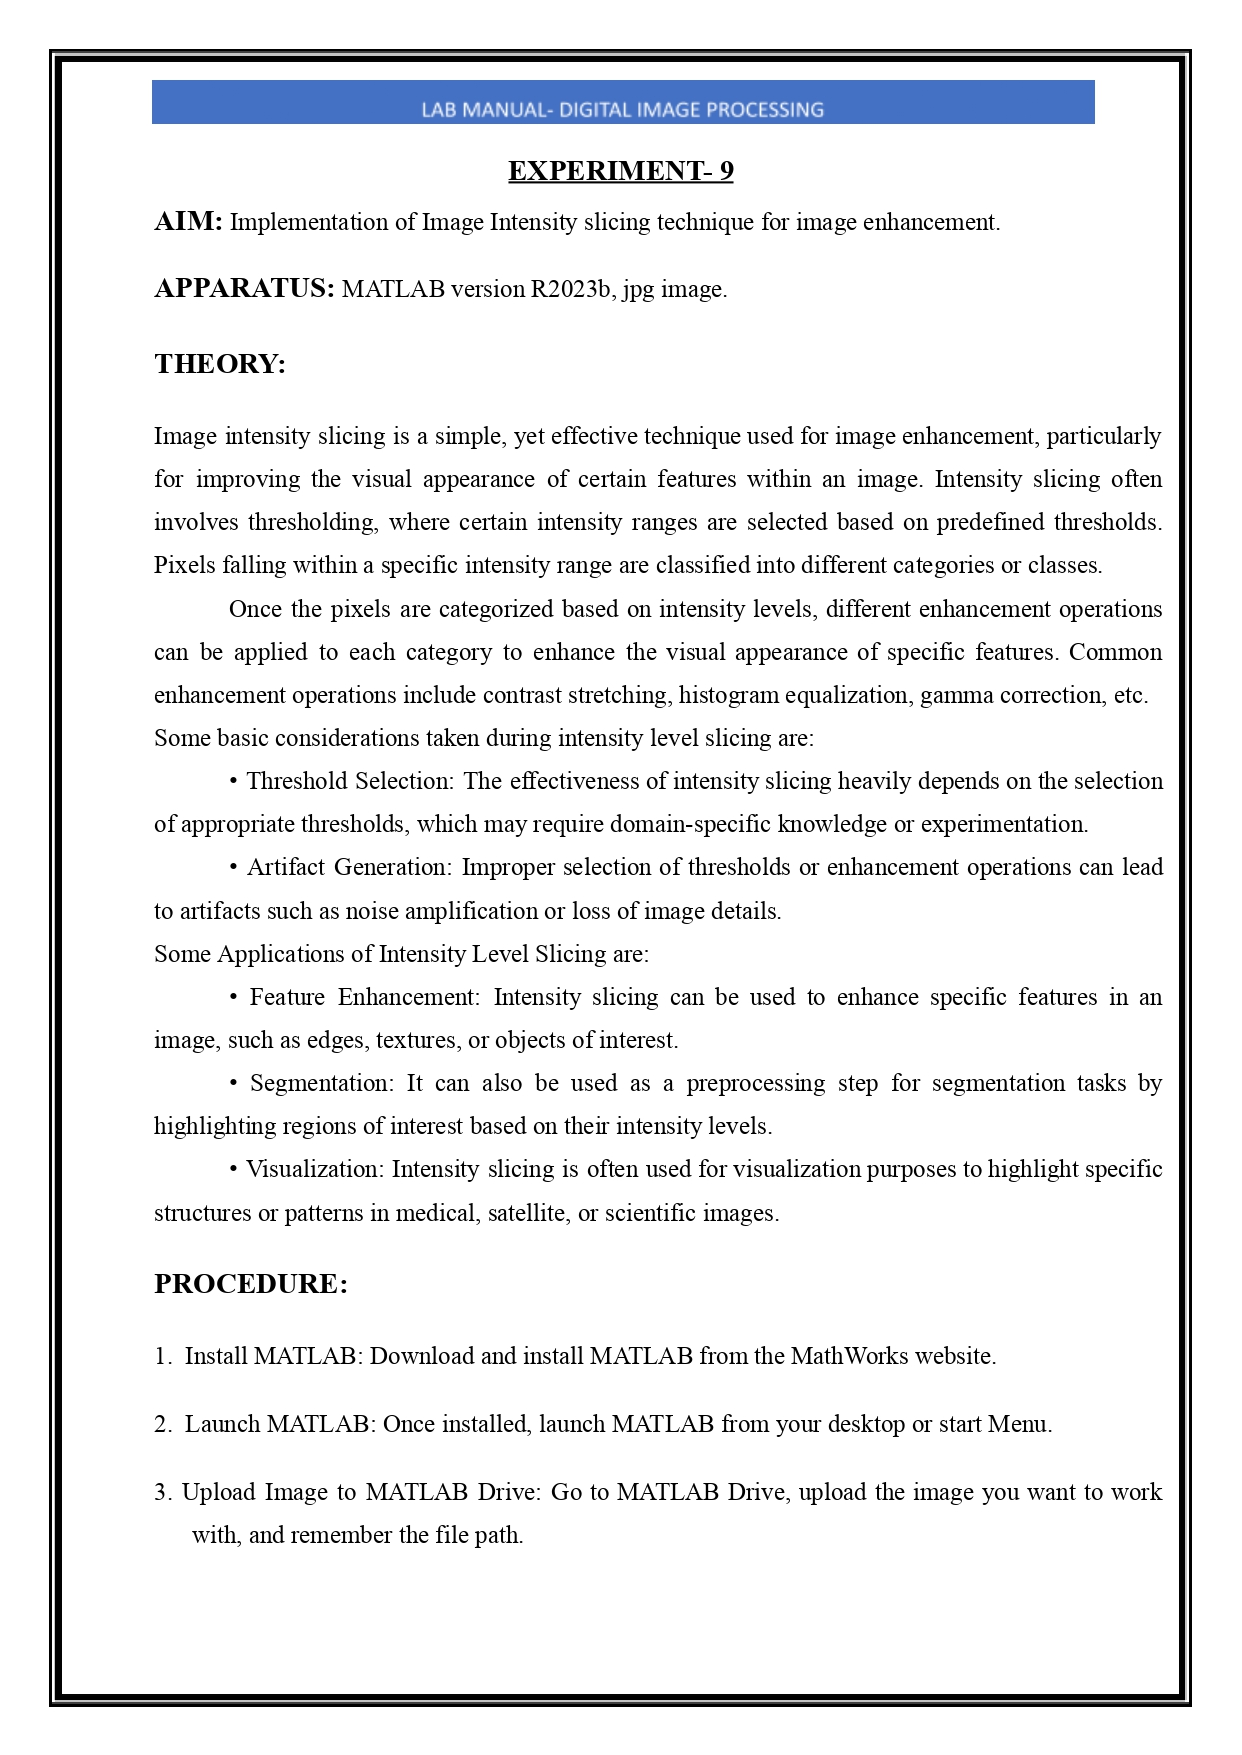 LAB MANUAL- DIGITAL IMAGE PROCESSING
EXPERIMENT- 9
AIM: Implementation of Image Intensity slicing technique for image enhancement.
APPARATUS: MATLAB version R2023b, jpg image.
THEORY:
Image intensity slicing is a simple, yet effective technique used for image enhancement, particularly
for improving the visual appearance of certain features within an image. Intensity slicing often
involves thresholding, where certain intensity ranges are selected based on predefined thresholds.
Pixels falling within a specific intensity range are classified into different categories or classes.
Once the pixels are categorized based on intensity levels, different enhancement operations
can be applied to each category to enhance the visual appearance of specific features. Common
enhancement operations include contrast stretching, histogram equalization, gamma correction, etc.
Some basic considerations taken during intensity level slicing are:
• Threshold Selection: The effectiveness of intensity slicing heavily depends on the selection
of appropriate thresholds, which may require domain-specific knowledge or experimentation.
• Artifact Generation: Improper selection of thresholds or enhancement operations can lead
to artifacts such as noise amplification or loss of image details.
Some Applications of Intensity Level Slicing are:
• Feature Enhancement: Intensity slicing can be used to enhance specific features in an
image, such as edges, textures, or objects of interest.
• Segmentation: It can also be used as a preprocessing step for segmentation tasks by
highlighting regions of interest based on their intensity levels.
• Visualization: Intensity slicing is often used for visualization purposes to highlight specific
structures or patterns in medical, satellite, or scientific images.
PROCEDURE:
1. Install MATLAB: Download and install MATLAB from the MathWorks website.
2. Launch MATLAB: Once installed, launch MATLAB from your desktop or start Menu.
3. Upload Image to MATLAB Drive: Go to MATLAB Drive, upload the image you want to work
with, and remember the file path.